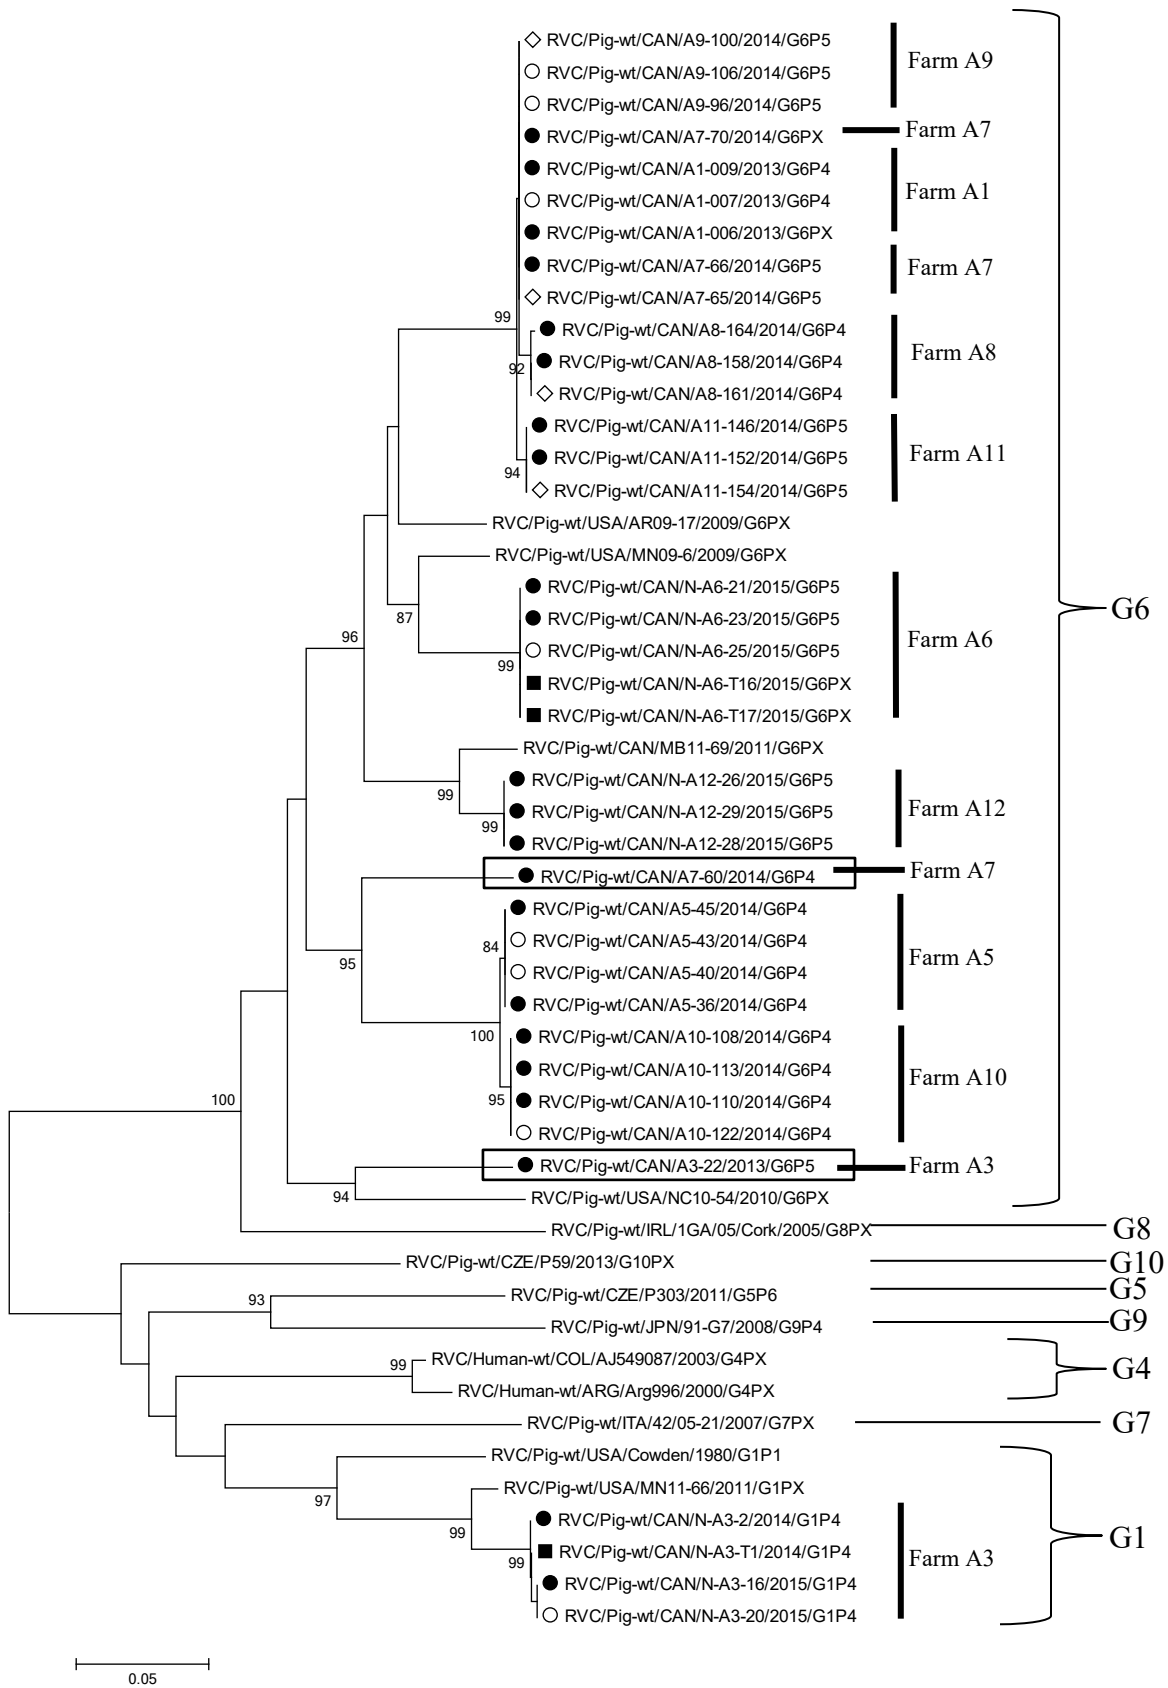 RVC/Pig-wt/CAN/A9-100/2014/G6P5
Farm A9
RVC/Pig-wt/CAN/A9-106/2014/G6P5
RVC/Pig-wt/CAN/A9-96/2014/G6P5
RVC/Pig-wt/CAN/A7-70/2014/G6PX
Farm A7
RVC/Pig-wt/CAN/A1-009/2013/G6P4
Farm A1
RVC/Pig-wt/CAN/A1-007/2013/G6P4
RVC/Pig-wt/CAN/A1-006/2013/G6PX
RVC/Pig-wt/CAN/A7-66/2014/G6P5
Farm A7
RVC/Pig-wt/CAN/A7-65/2014/G6P5
99
RVC/Pig-wt/CAN/A8-164/2014/G6P4
Farm A8
RVC/Pig-wt/CAN/A8-158/2014/G6P4
92
RVC/Pig-wt/CAN/A8-161/2014/G6P4
RVC/Pig-wt/CAN/A11-146/2014/G6P5
Farm A11
RVC/Pig-wt/CAN/A11-152/2014/G6P5
94
RVC/Pig-wt/CAN/A11-154/2014/G6P5
RVC/Pig-wt/USA/AR09-17/2009/G6PX
RVC/Pig-wt/USA/MN09-6/2009/G6PX
RVC/Pig-wt/CAN/N-A6-21/2015/G6P5
G6
87
RVC/Pig-wt/CAN/N-A6-23/2015/G6P5
96
Farm A6
RVC/Pig-wt/CAN/N-A6-25/2015/G6P5
99
RVC/Pig-wt/CAN/N-A6-T16/2015/G6PX
RVC/Pig-wt/CAN/N-A6-T17/2015/G6PX
RVC/Pig-wt/CAN/MB11-69/2011/G6PX
RVC/Pig-wt/CAN/N-A12-26/2015/G6P5
99
Farm A12
RVC/Pig-wt/CAN/N-A12-29/2015/G6P5
99
RVC/Pig-wt/CAN/N-A12-28/2015/G6P5
RVC/Pig-wt/CAN/A7-60/2014/G6P4
Farm A7
RVC/Pig-wt/CAN/A5-45/2014/G6P4
84
RVC/Pig-wt/CAN/A5-43/2014/G6P4
Farm A5
95
RVC/Pig-wt/CAN/A5-40/2014/G6P4
RVC/Pig-wt/CAN/A5-36/2014/G6P4
100
RVC/Pig-wt/CAN/A10-108/2014/G6P4
RVC/Pig-wt/CAN/A10-113/2014/G6P4
Farm A10
95
RVC/Pig-wt/CAN/A10-110/2014/G6P4
100
RVC/Pig-wt/CAN/A10-122/2014/G6P4
RVC/Pig-wt/CAN/A3-22/2013/G6P5
Farm A3
94
RVC/Pig-wt/USA/NC10-54/2010/G6PX
RVC/Pig-wt/IRL/1GA/05/Cork/2005/G8PX
G8
RVC/Pig-wt/CZE/P59/2013/G10PX
G10
RVC/Pig-wt/CZE/P303/2011/G5P6
G5
93
RVC/Pig-wt/JPN/91-G7/2008/G9P4
G9
RVC/Human-wt/COL/AJ549087/2003/G4PX
G4
99
RVC/Human-wt/ARG/Arg996/2000/G4PX
RVC/Pig-wt/ITA/42/05-21/2007/G7PX
G7
RVC/Pig-wt/USA/Cowden/1980/G1P1
97
RVC/Pig-wt/USA/MN11-66/2011/G1PX
99
RVC/Pig-wt/CAN/N-A3-2/2014/G1P4
G1
RVC/Pig-wt/CAN/N-A3-T1/2014/G1P4
Farm A3
99
RVC/Pig-wt/CAN/N-A3-16/2015/G1P4
RVC/Pig-wt/CAN/N-A3-20/2015/G1P4
0.05